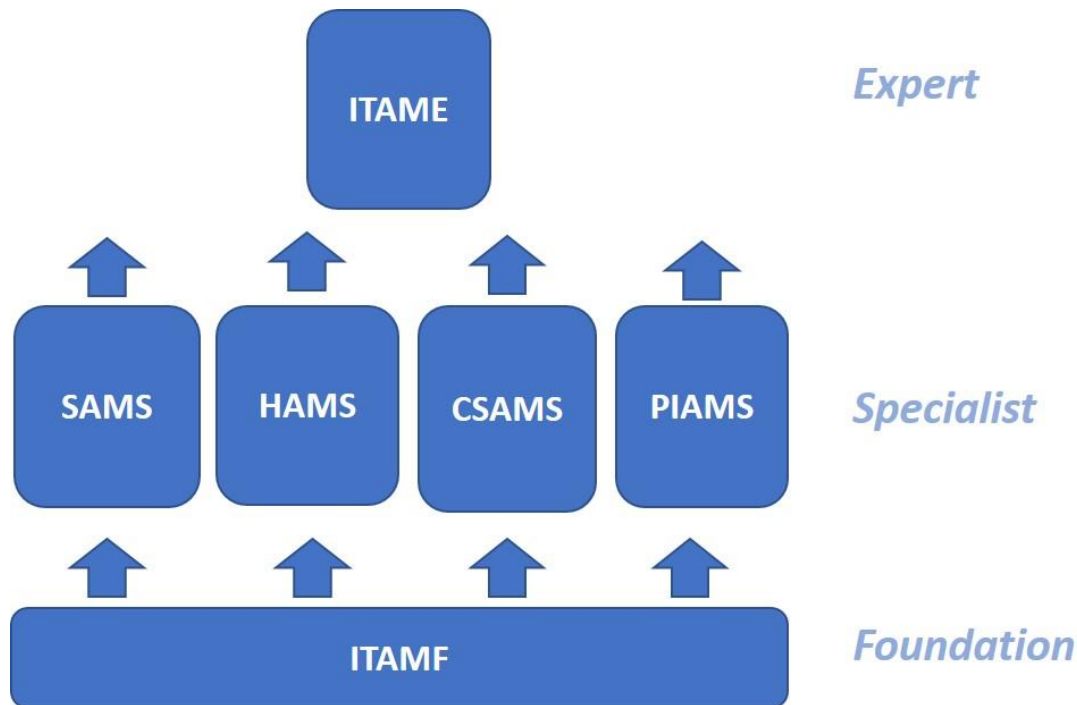 ITAME
Expert
SAMS
HAMS
CSAMS
PIAMS
Specialist
ITAMF
Foundation